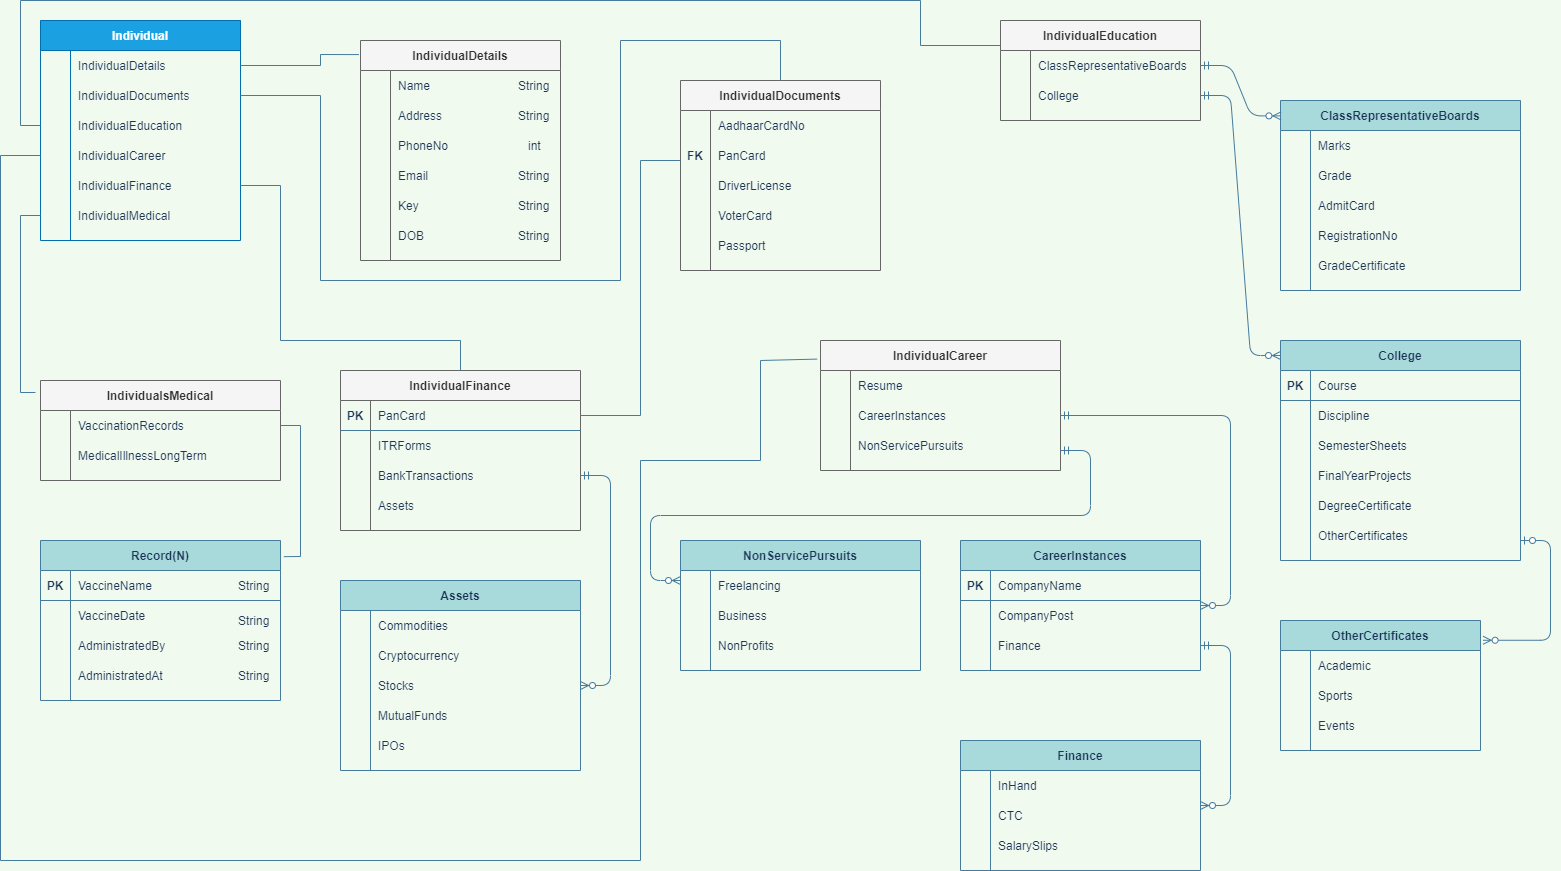 Individual
IndividualDetails
IndividualDocuments
IndividualEducation
IndividualCareer
IndividualFinance
IndividualMedical
IndividualDetails
Name String
Address String
PhoneNo int
Email String
Key String
DOB String
IndividualDocuments
AadhaarCardNo
FK PanCard
DriverLicense
VoterCard
Passport
IndividualEducation
ClassRepresentativeBoards
College
ClassRepresentativeBoards
Marks
Grade
AdmitCard
RegistrationNo
GradeCertificate
IndividualsMedical
VaccinationRecords
MedicalIllnessLongTerm
IndividualFinance
PK PanCard
ITRForms
BankTransactions
Assets
IndividualCareer
Resume
CareerInstances
NonServicePursuits
College
PK Course
Discipline
SemesterSheets
FinalYearProjects
DegreeCertificate
OtherCertificates
Record(N)
PK VaccineName String
VaccineDate String
AdministratedBy String
AdministratedAt String
Assets
Commodities
Cryptocurrency
Stocks
MutualFunds
IPOs
NonServicePursuits
Freelancing
Business
NonProfits
CareerInstances
PK CompanyName
CompanyPost
Finance
OtherCertificates
Academic
Sports
Events
Finance
InHand
CTC
SalarySlips